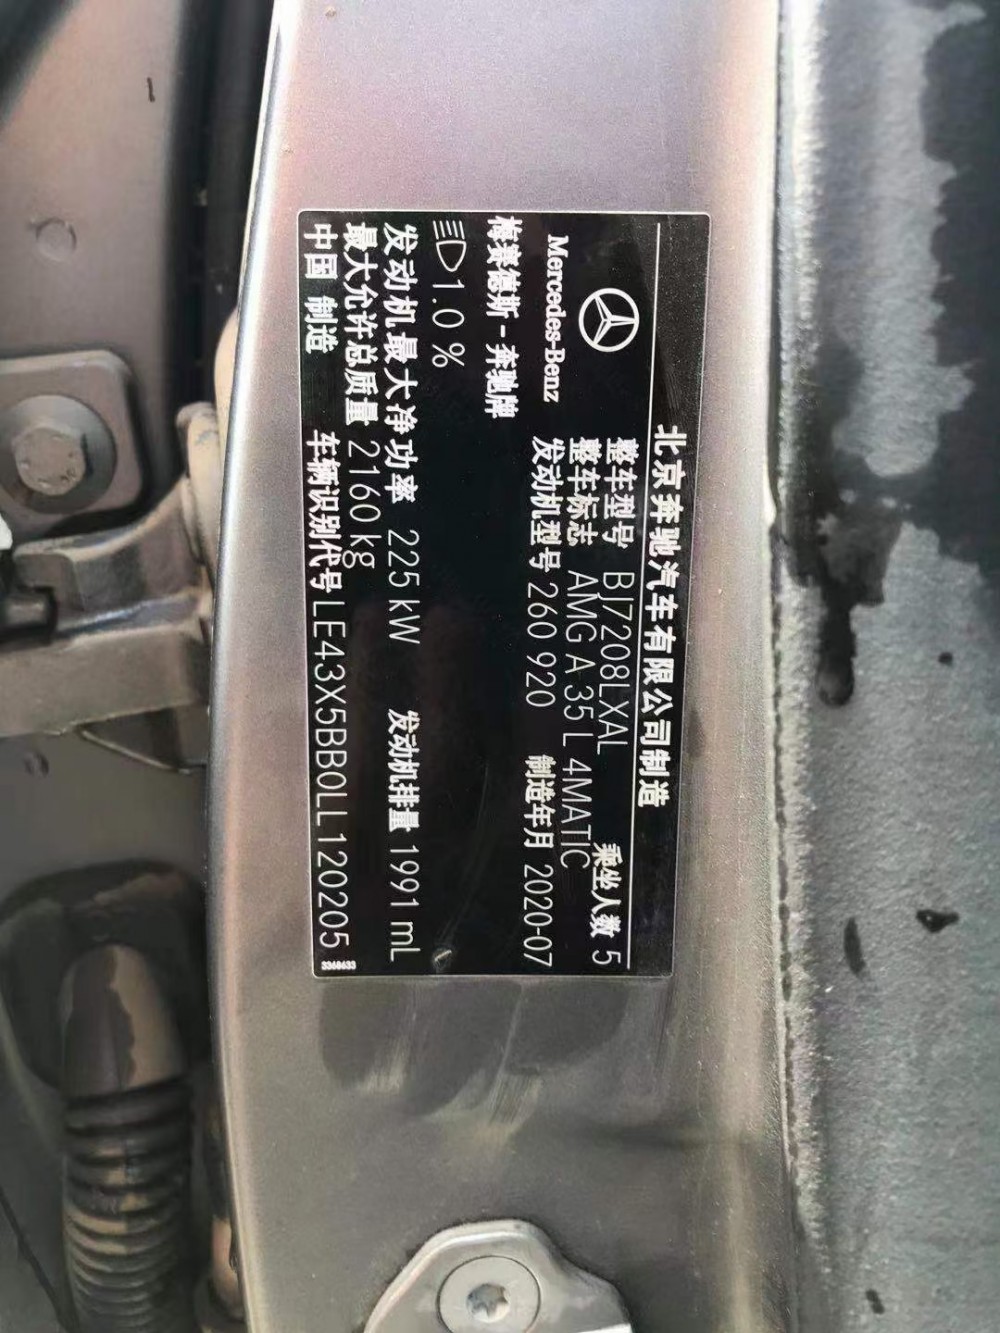 北京奔驰汽车有限公司制造
整车型号 BJ7208LXAL 乘坐人数 5
整车标志 AMG A 35 L 4MATIC
Mercedes-Benz
发动机型号 260 920 制造年月 2020-07
梅赛德斯-奔驰牌
1.0 %
发动机最大净功率 225 kW 发动机排量 1991 mL
最大允许总质量 2160 kg
中国 制造 车辆识别代号 LE43X5BB0LL120205
3368633